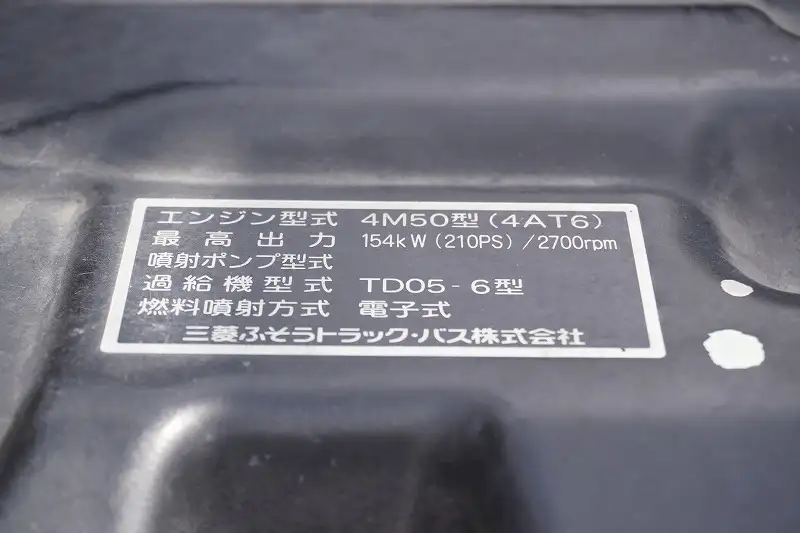 エンジン型式 4M50型(4AT6)
最高出力 154kW(210PS)/2700rpm
噴射ポンプ型式
過給機型式 TD05-6型
燃料噴射方式 電子式
三菱ふそうトラック・バス株式会社